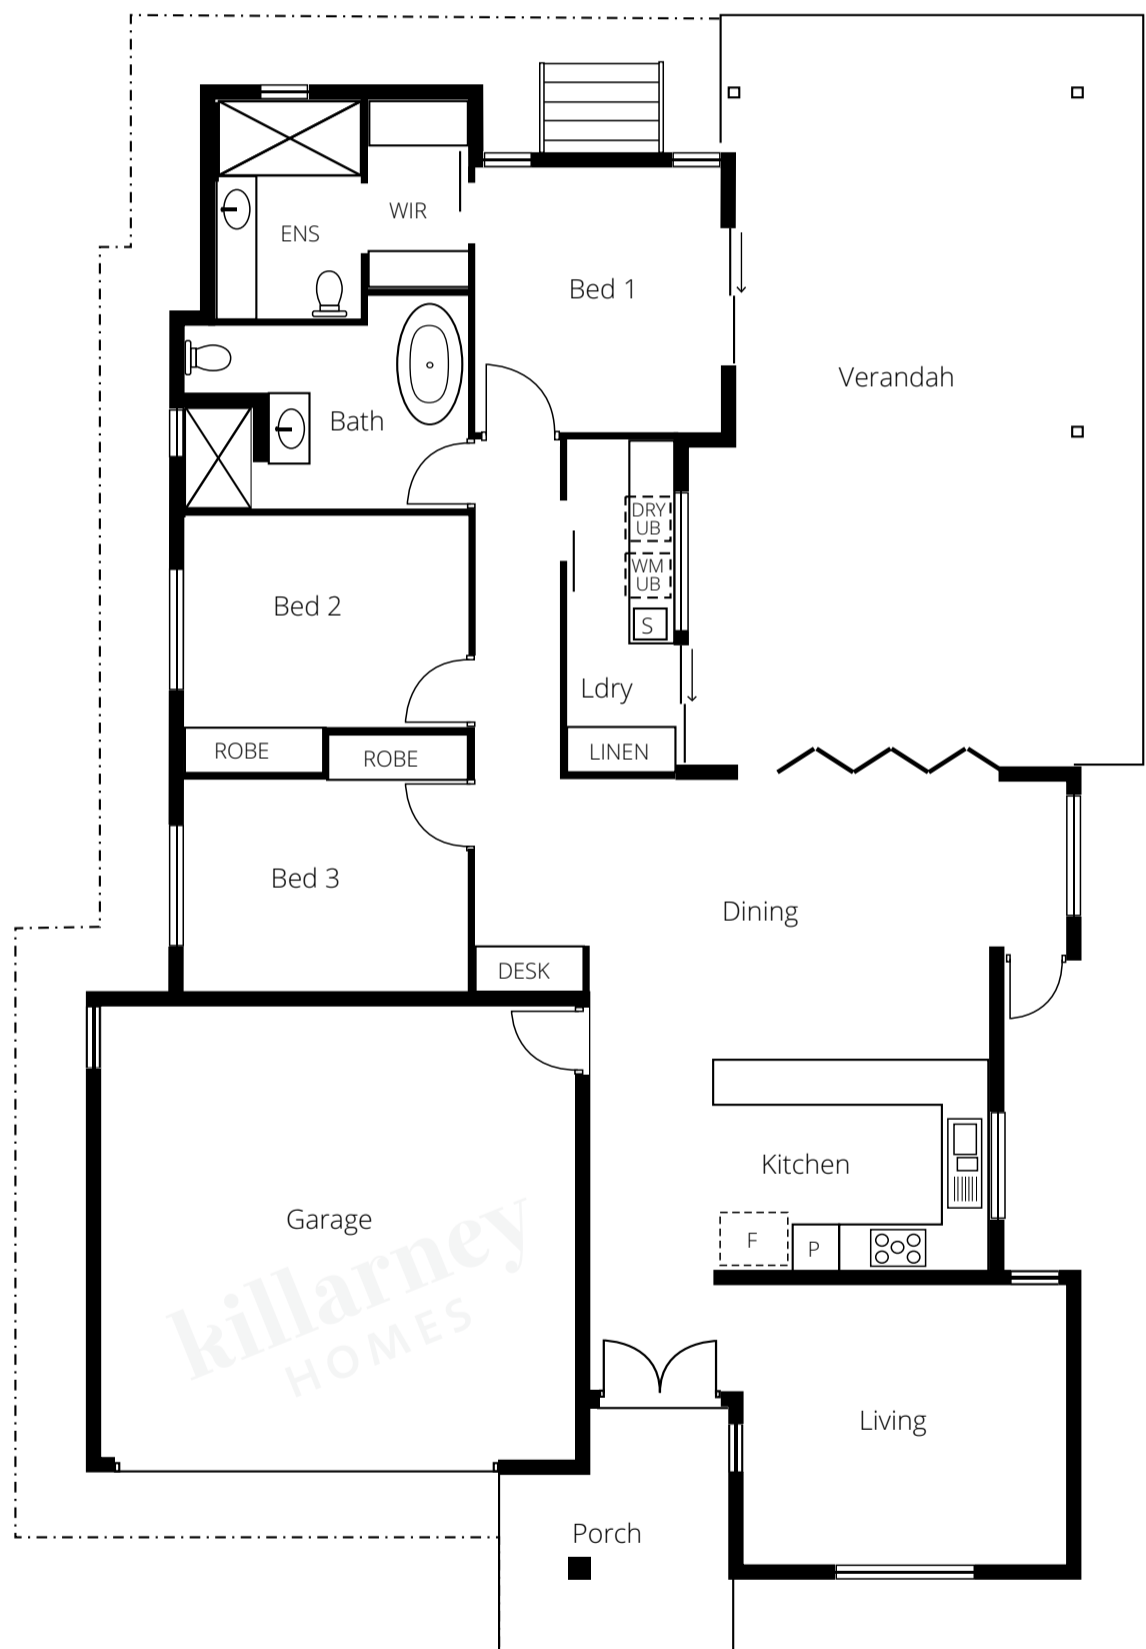 WIR
ENS
Bed 1
Verandah
Bath
DRY
UB
WM
UB
S
Bed 2
Ldry
ROBE
ROBE
LINEN
Bed 3
Dining
DESK
Kitchen
Garage
F
P
killarney
HOMES
Living
Porch